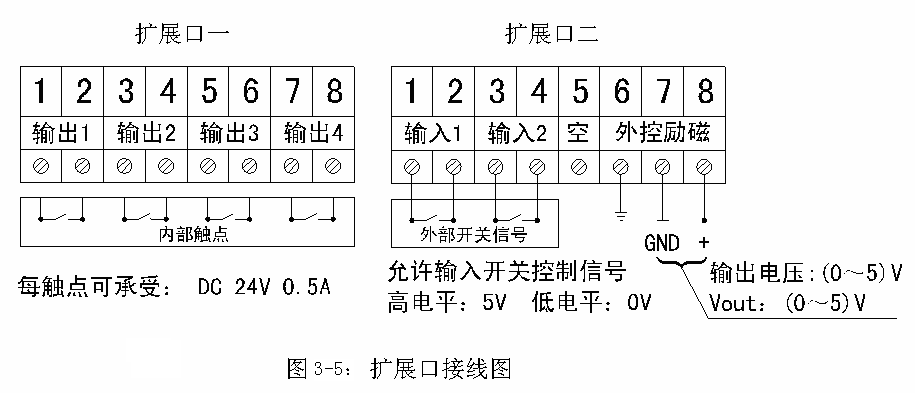 扩展口一
1 2 3 4 5 6 7 8
输出1 输出2 输出3 输出4
内部触点
每触点可承受: DC 24V 0.5A
扩展口二
1 2 3 4 5 6 7 8
输入1 输入2 空 外控励磁
外部开关信号
GND +
允许输入开关控制信号
高电平: 5V 低电平: 0V
输出电压:(0～5)V
Vout: (0～5)V
图 3-5: 扩展口接线图